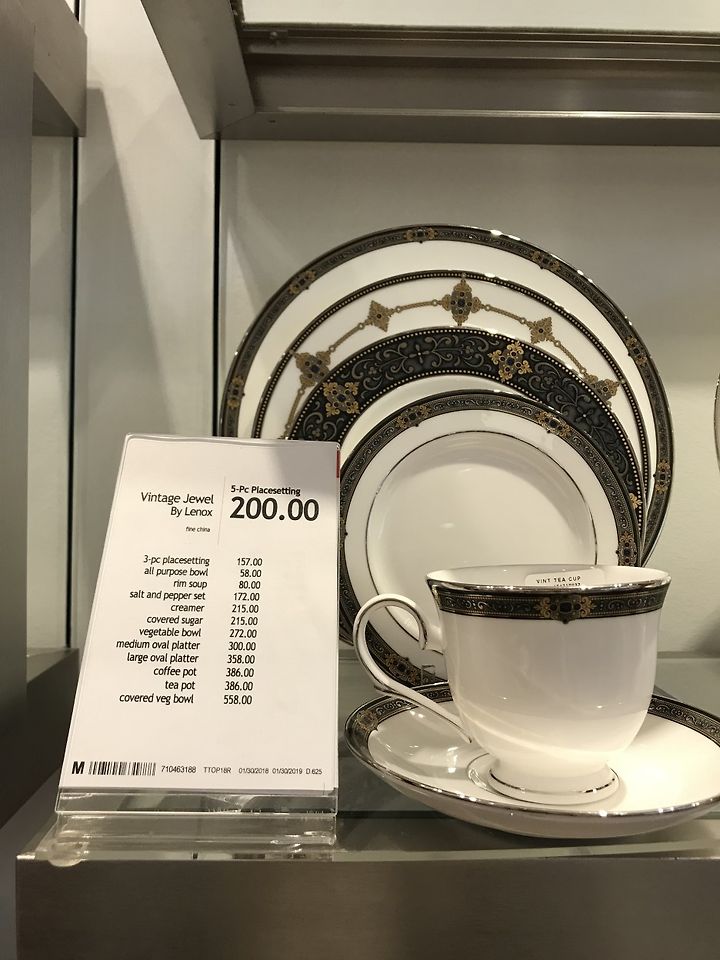 Vintage Jewel
By Lenox
fine china
5-Pc Placesetting
200.00
3-pc placesetting 157.00
all purpose bowl 58.00
rim soup 80.00
salt and pepper set 172.00
creamer 215.00
covered sugar 215.00
vegetable bowl 272.00
medium oval platter 300.00
large oval platter 358.00
coffee pot 386.00
tea pot 386.00
covered veg bowl 558.00
M 710463188 TTOP18R 01/30/2018 01/30/2019 D.625
VINT TEA CUP